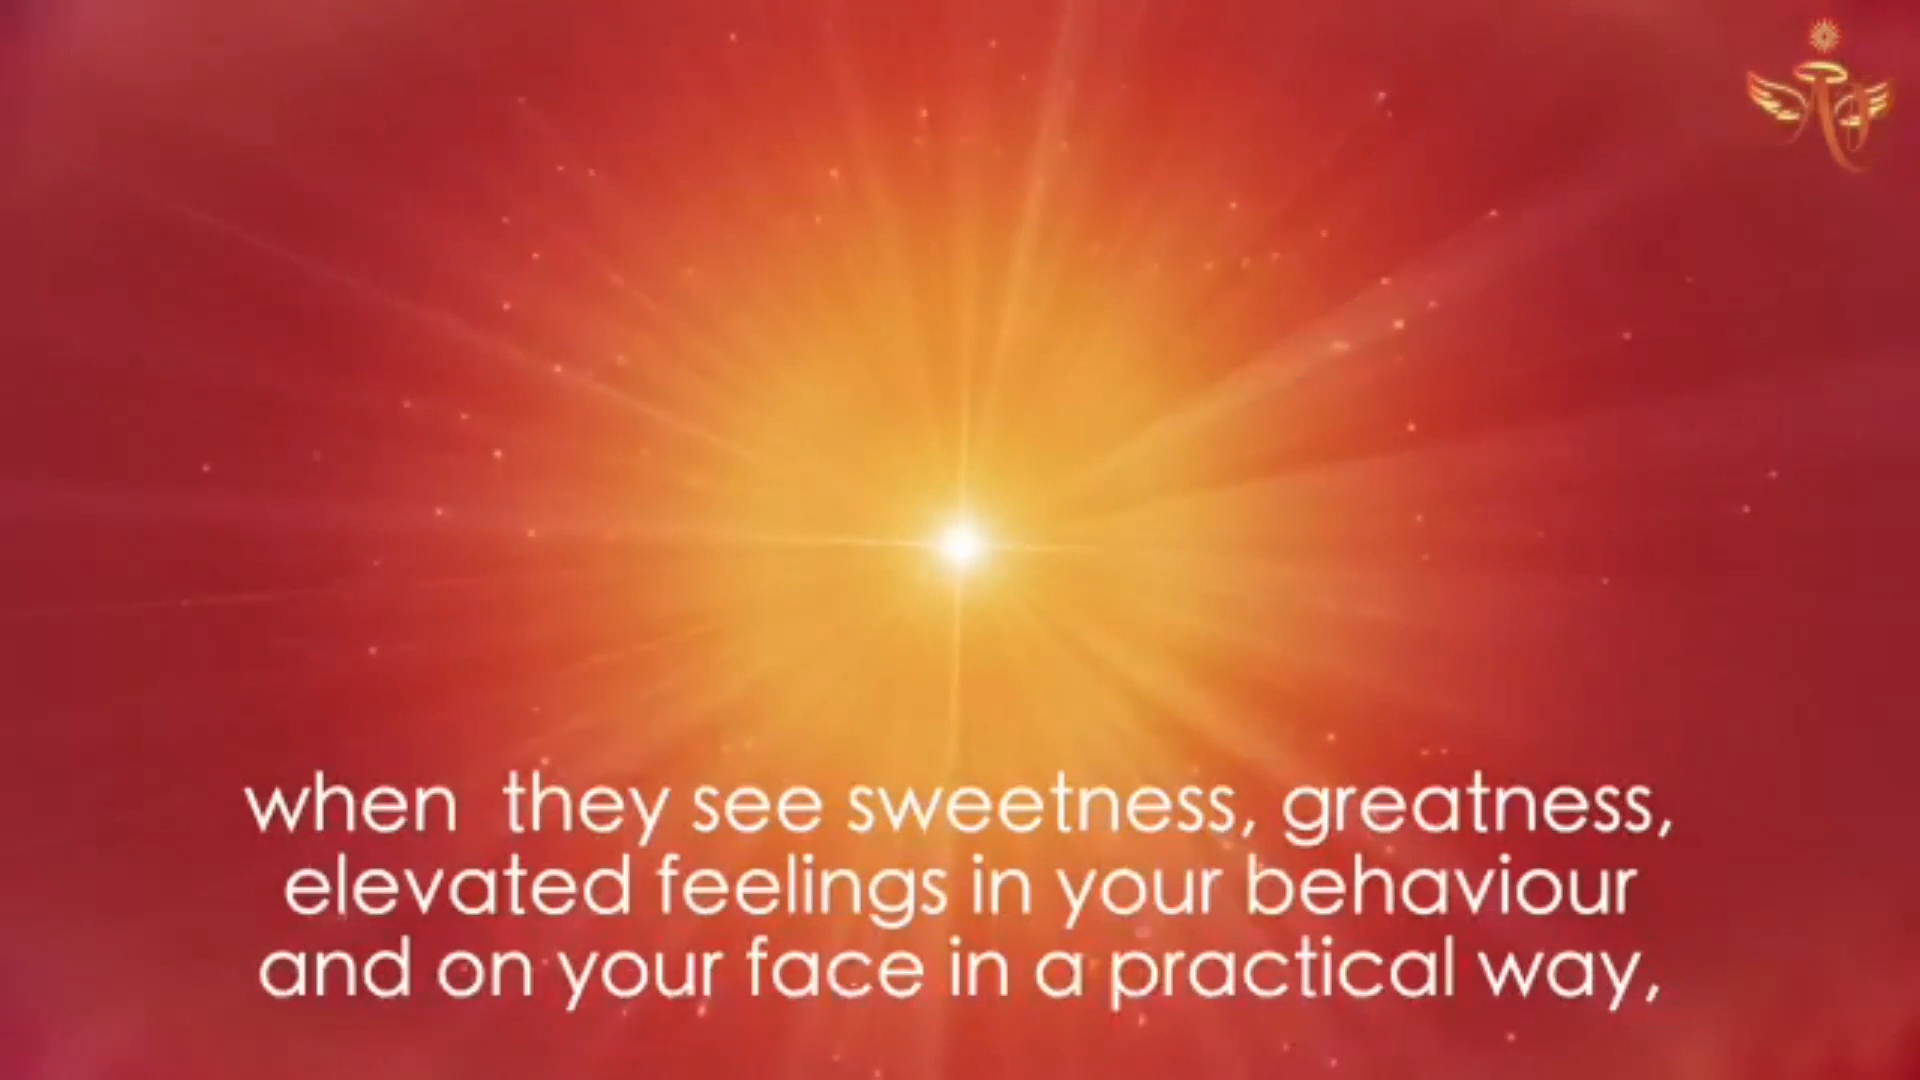 when they see sweetness, greatness,
elevated feelings in your behaviour
and on your face in a practical way,